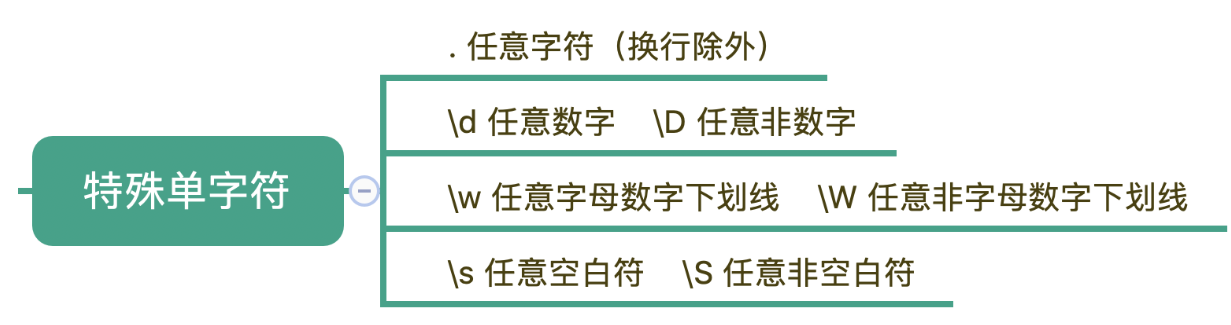 特殊单字符
. 任意字符（换行除外）
\d 任意数字 \D 任意非数字
\w 任意字母数字下划线 \W 任意非字母数字下划线
\s 任意空白符 \S 任意非空白符